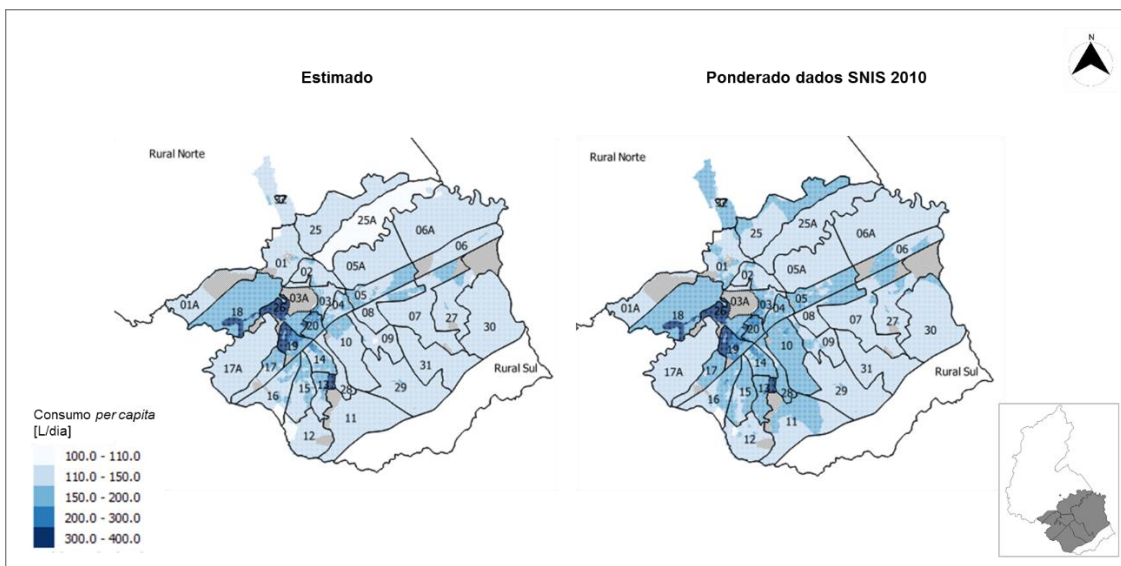 N
Estimado
Ponderado dados SNIS 2010
Rural Norte
25
25A
06A
06
01
02
05A
01A
18
26
03A
03
04
05
08
07
27
30
19
20
10
09
17A
17
14
31
Rural Sul
16
15
13
28
29
11
12
Rural Norte
25
25A
06A
06
01
02
05A
01A
18
26
03A
03
04
05
08
07
27
30
19
20
10
09
17A
17
14
31
Rural Sul
16
15
13
28
29
11
12
Consumo per capita
[L/dia]
100.0 - 110.0
110.0 - 150.0
150.0 - 200.0
200.0 - 300.0
300.0 - 400.0